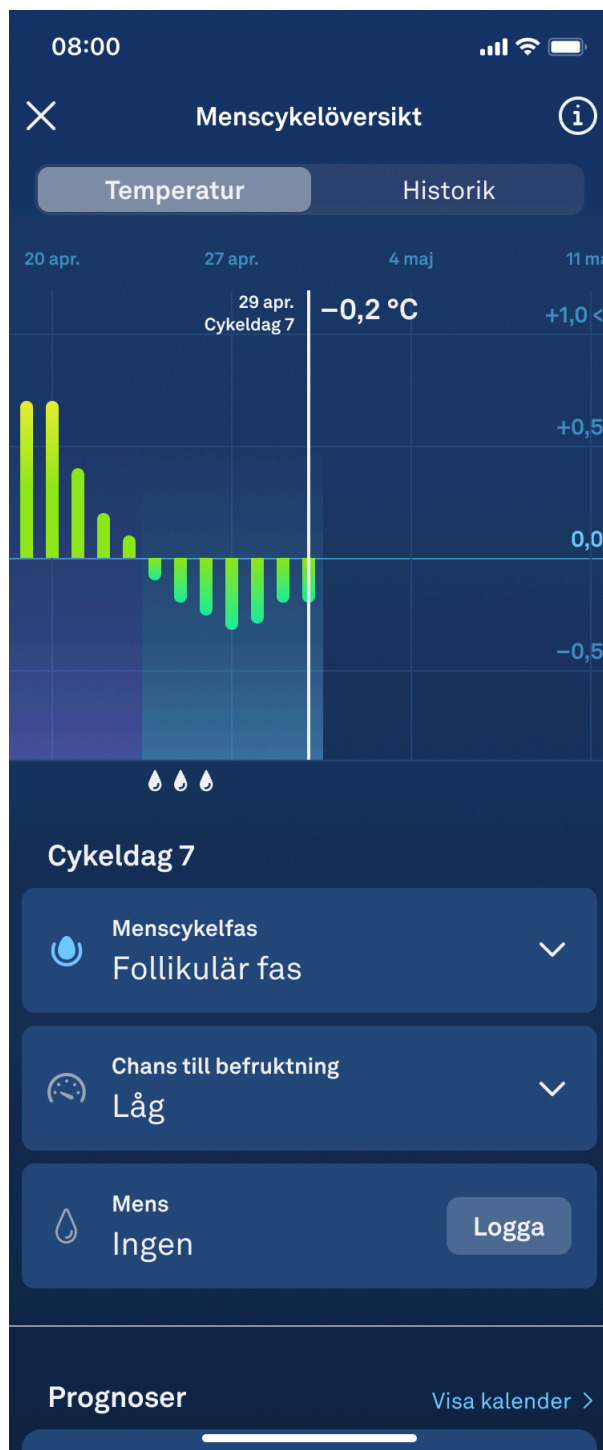 08:00
Menscykelöversikt
Temperatur
Historik
20 apr.
27 apr.
4 maj
11 ma
29 apr.
Cykeldag 7
−0,2 °C
+1,0 <
+0,5
0,0
−0,5
Cykeldag 7
Menscykelfas
Follikulär fas
Chans till befruktning
Låg
Mens
Ingen
Logga
Prognoser
Visa kalender >